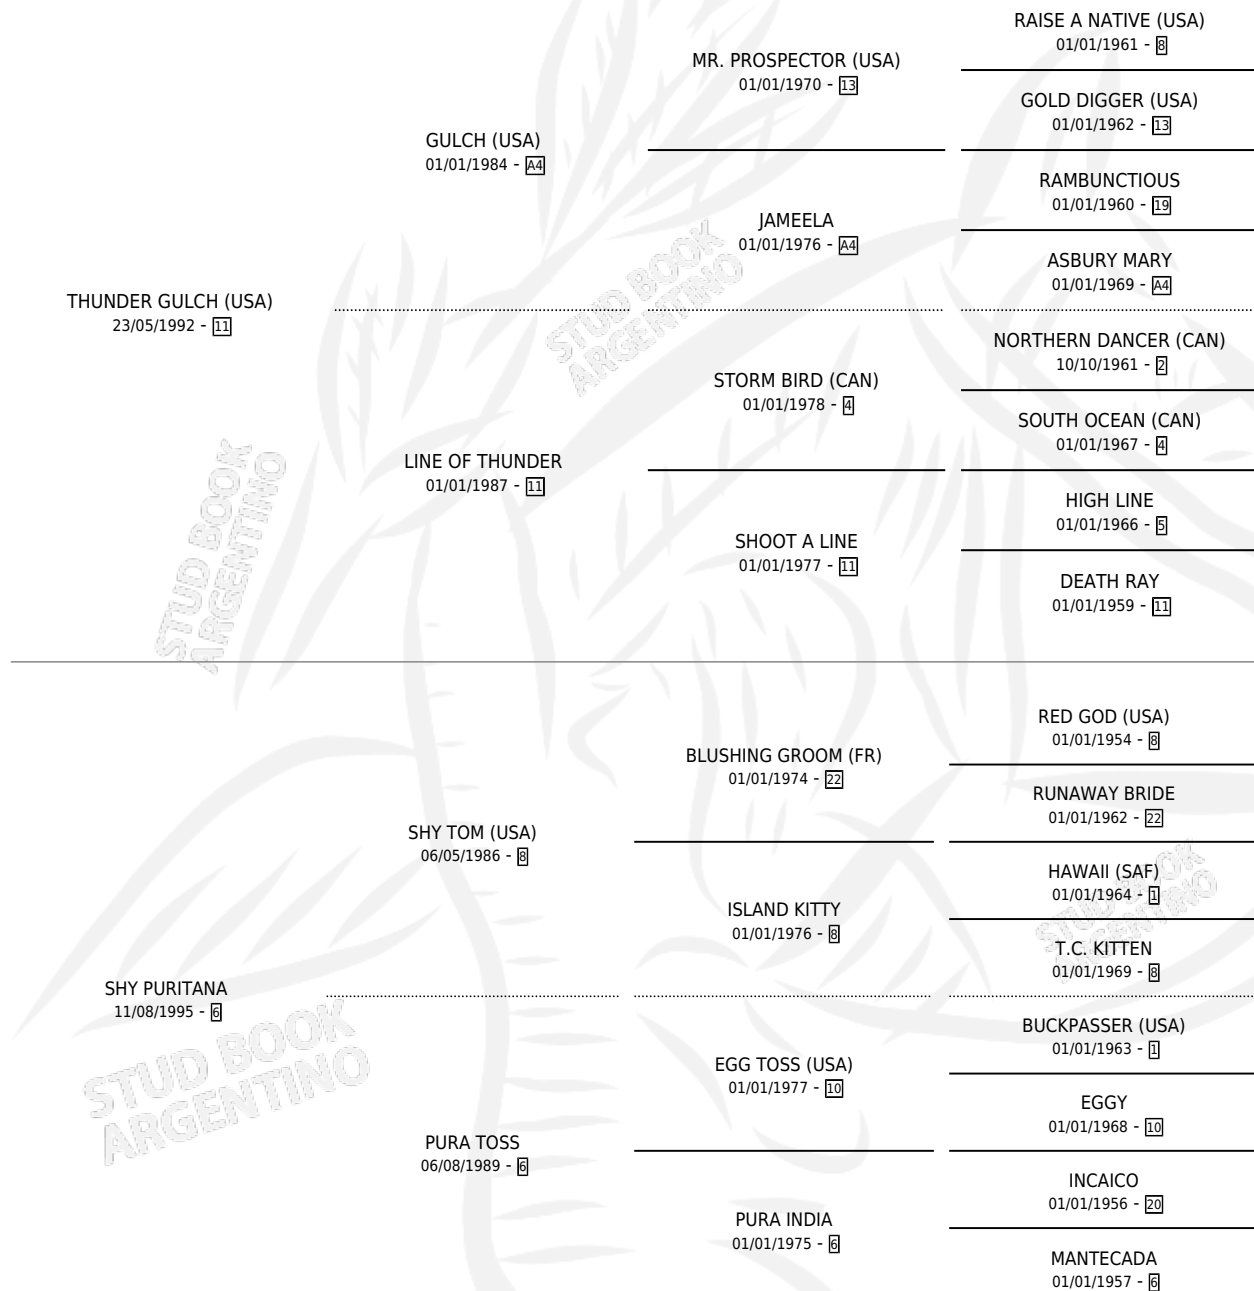 RAISE A NATIVE (USA)
01/01/1961 - 8
MR. PROSPECTOR (USA)
01/01/1970 - 13
GOLD DIGGER (USA)
01/01/1962 - 13
GULCH (USA)
01/01/1984 - A4
RAMBUNCTIOUS
01/01/1960 - 19
JAMEELA
01/01/1976 - A4
ASBURY MARY
01/01/1969 - A4
THUNDER GULCH (USA)
23/05/1992 - 11
NORTHERN DANCER (CAN)
10/10/1961 - 2
STORM BIRD (CAN)
01/01/1978 - 4
SOUTH OCEAN (CAN)
01/01/1967 - 4
LINE OF THUNDER
01/01/1987 - 11
HIGH LINE
01/01/1966 - 5
SHOOT A LINE
01/01/1977 - 11
DEATH RAY
01/01/1959 - 11
RED GOD (USA)
01/01/1954 - 8
BLUSHING GROOM (FR)
01/01/1974 - 22
RUNAWAY BRIDE
01/01/1962 - 22
SHY TOM (USA)
06/05/1986 - 8
HAWAII (SAF)
01/01/1964 - 1
ISLAND KITTY
01/01/1976 - 8
T.C. KITTEN
01/01/1969 - 8
SHY PURITANA
11/08/1995 - 6
BUCKPASSER (USA)
01/01/1963 - 1
EGG TOSS (USA)
01/01/1977 - 10
EGGY
01/01/1968 - 10
PURA TOSS
06/08/1989 - 6
INCAICO
01/01/1956 - 20
PURA INDIA
01/01/1975 - 6
MANTECADA
01/01/1957 - 6
STUD BOOK
ARGENTINO
STUD BOOK
ARGENTINO
STUD BOOK
ARGENTINO
STUD BOOK
ARGENTINO